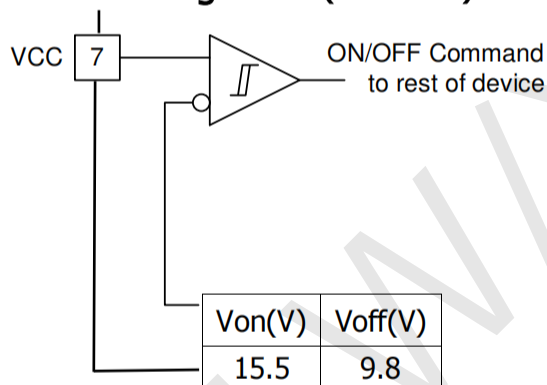 VCC 7
ON/OFF Command
to rest of device
Von(V) Voff(V)
15.5 9.8